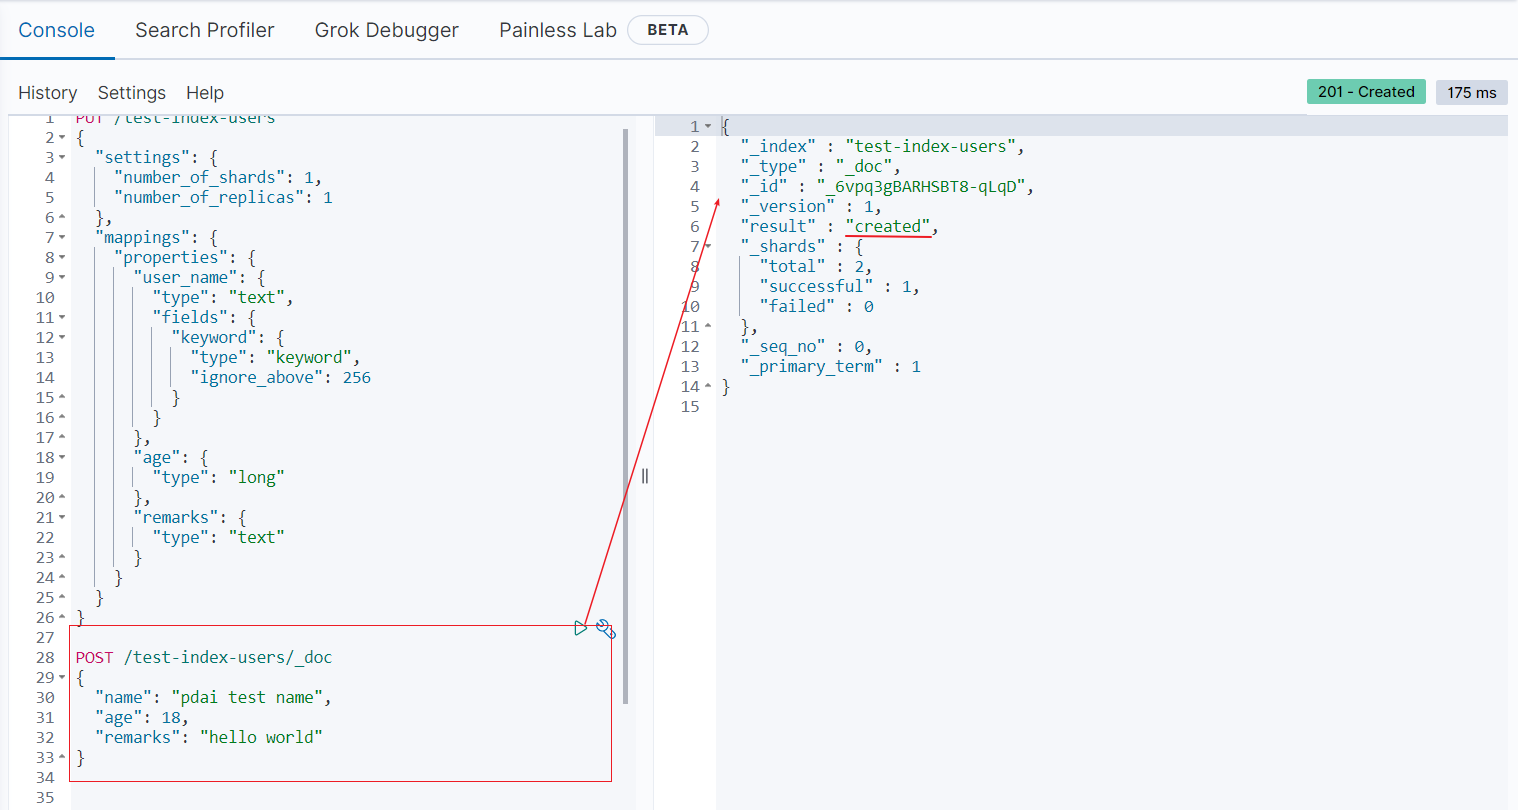 Console Search Profiler Grok Debugger Painless Lab BETA
History Settings Help 201 - Created 175 ms
1 PUT /test-index-users
2 {
3 "settings": {
4 "number_of_shards": 1,
5 "number_of_replicas": 1
6 },
7 "mappings": {
8 "properties": {
9 "user_name": {
10 "type": "text",
11 "fields": {
12 "keyword": {
13 "type": "keyword",
14 "ignore_above": 256
15 }
16 }
17 },
18 "age": {
19 "type": "long"
20 },
21 "remarks": {
22 "type": "text"
23 }
24 }
25 }
26 }
27
28 POST /test-index-users/_doc
29 {
30 "name": "pdai test name",
31 "age": 18,
32 "remarks": "hello world"
33 }
34
35
1 {
2 "_index" : "test-index-users",
3 "_type" : "_doc",
4 "_id" : "_6vpq3gBARHSBT8-qLqD",
5 "_version" : 1,
6 "result" : "created",
7 "_shards" : {
8 "total" : 2,
9 "successful" : 1,
10 "failed" : 0
11 },
12 "_seq_no" : 0,
13 "_primary_term" : 1
14 }
15